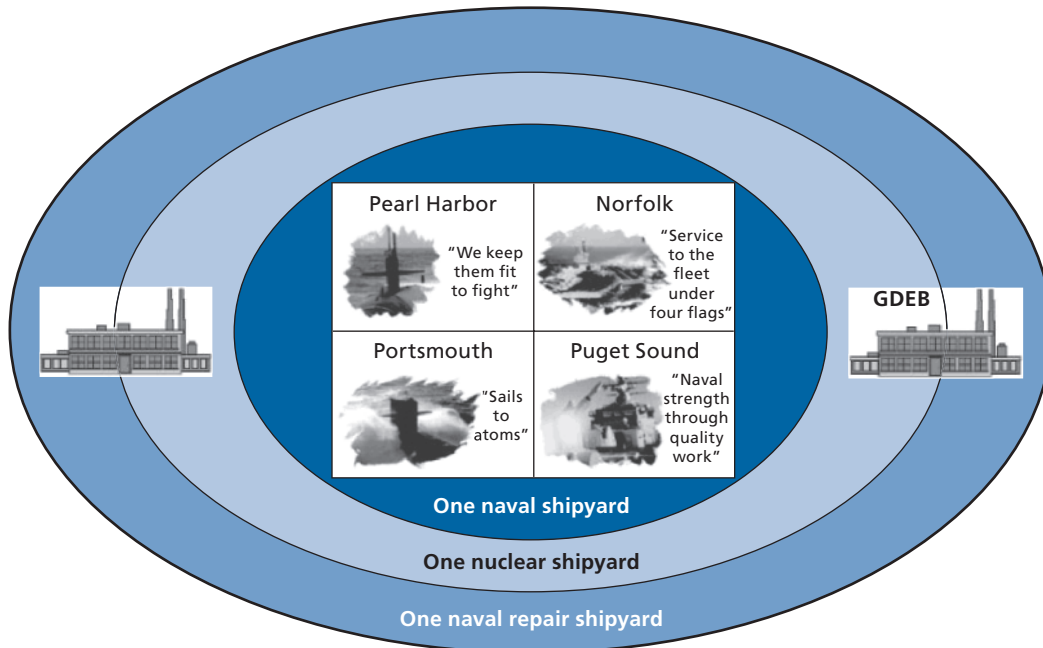 Pearl Harbor
“We keep
them fit
to fight”
Norfolk
“Service
to the
fleet
under
four flags”
GDEB
Portsmouth
“Sails
to
atoms”
Puget Sound
“Naval
strength
through
quality
work”
One naval shipyard
One nuclear shipyard
One naval repair shipyard